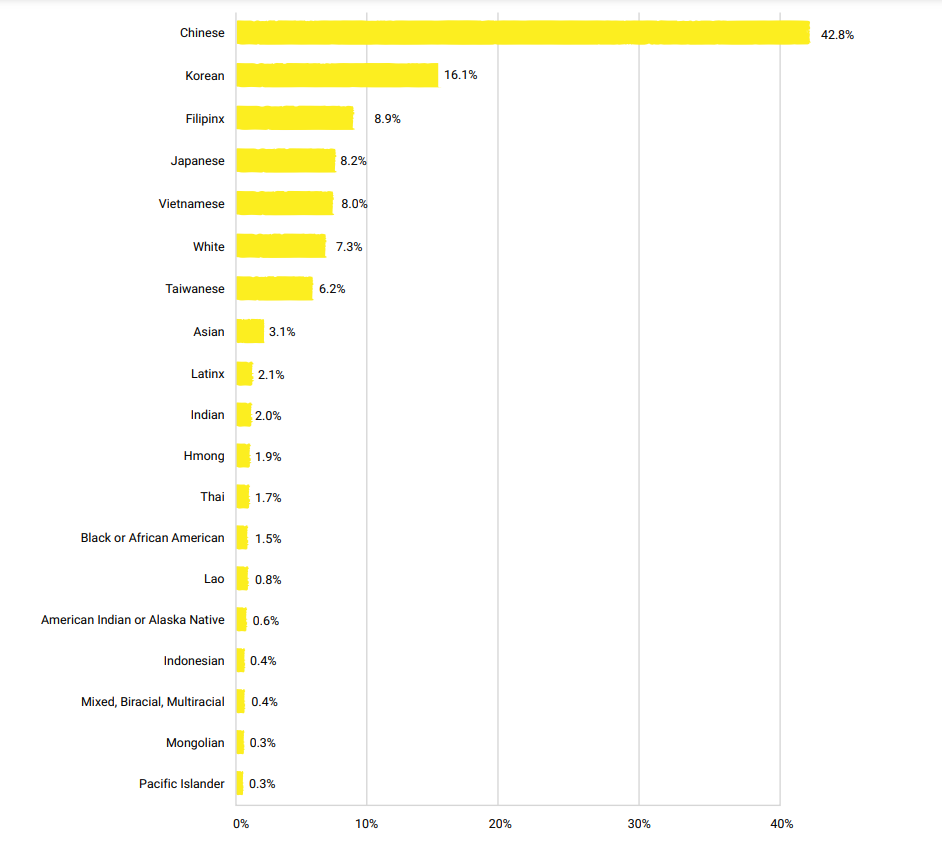 Chinese 42.8%
Korean 16.1%
Filipinx 8.9%
Japanese 8.2%
Vietnamese 8.0%
White 7.3%
Taiwanese 6.2%
Asian 3.1%
Latinx 2.1%
Indian 2.0%
Hmong 1.9%
Thai 1.7%
Black or African American 1.5%
Lao 0.8%
American Indian or Alaska Native 0.6%
Indonesian 0.4%
Mixed, Biracial, Multiracial 0.4%
Mongolian 0.3%
Pacific Islander 0.3%
0% 10% 20% 30% 40%